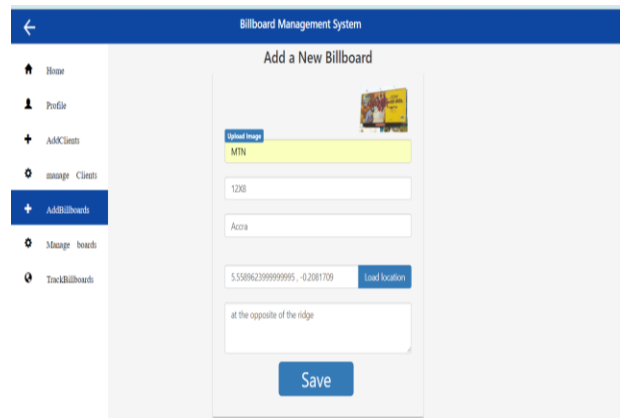 Billboard Management System
Home
Profile
AddClients
manage Clients
AddBillboards
Manage boards
TrackBillboards
Add a New Billboard
Upload Image
MTN
12X8
Accra
5.5589623999999995 , -0.2081709
Load location
at the opposite of the ridge
Save